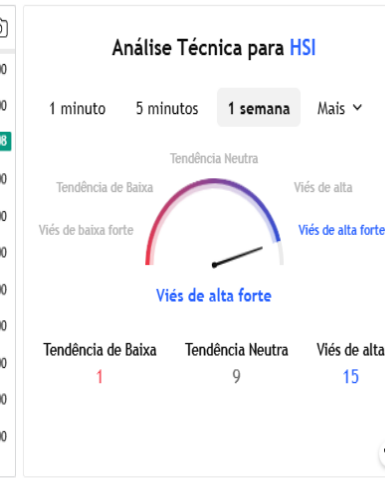 Análise Técnica para HSI
1 minuto 5 minutos 1 semana Mais
Tendência Neutra
Tendência de Baixa Viés de alta
Viés de baixa forte Viés de alta forte
Viés de alta forte
Tendência de Baixa Tendência Neutra Viés de alta
1 9 15